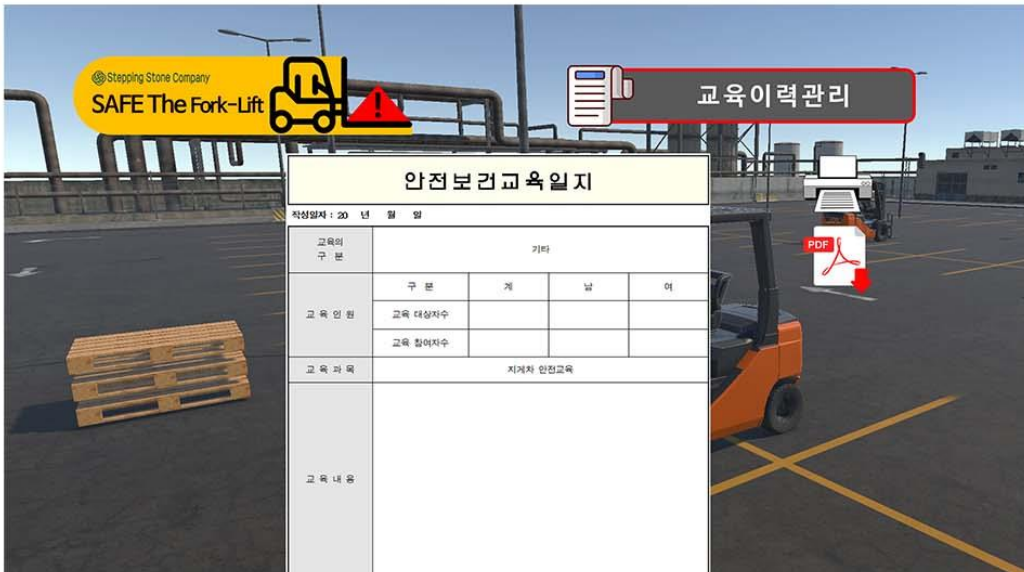 Stepping Stone Company
SAFE The Fork-Lift
교육이력관리
안전보건교육일지
작성일자 : 20 년 월 일
교육의
구 분
기타
교 육 인 원
구 분 계 남 여
교육 대상자수
교육 참여자수
교 육 과 목 지게차 안전교육
교 육 내 용
PDF